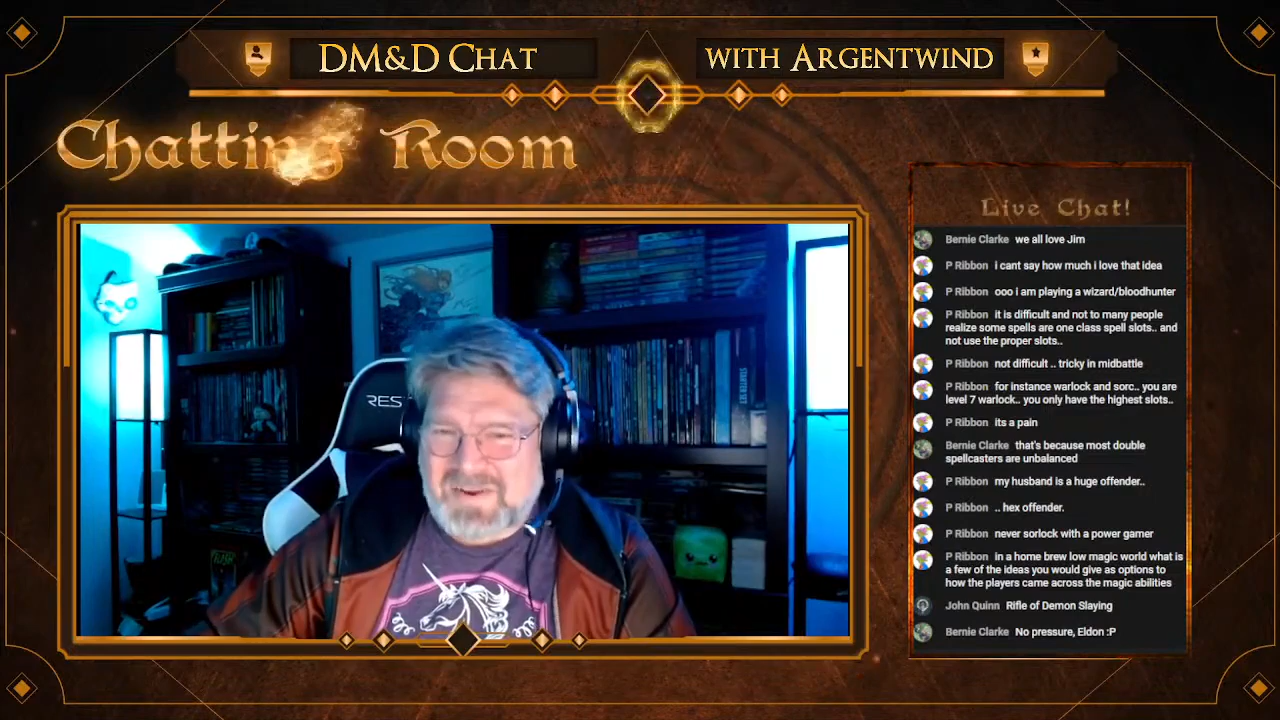 DM&D Chat
with Argentwind
Chatting Room
Live Chat!
Bernie Clarke we all love Jim
P Ribbon i cant say how much i love that idea
P Ribbon ooo i am playing a wizard/bloodhunter
P Ribbon it is difficult and not to many people
realize some spells are one class spell slots.. and
not use the proper slots..
P Ribbon not difficult .. tricky in midbattle
P Ribbon for instance warlock and sorc.. you are
level 7 warlock.. you only have the highest slots..
P Ribbon its a pain
Bernie Clarke that's because most double
spellcasters are unbalanced
P Ribbon my husband is a huge offender..
P Ribbon .. hex offender.
P Ribbon never sorlock with a power gamer
P Ribbon in a home brew low magic world what is
a few of the ideas you would give as options to
how the players came across the magic abilities
John Quinn Rifle of Demon Slaying
Bernie Clarke No pressure, Eldon :P
RES